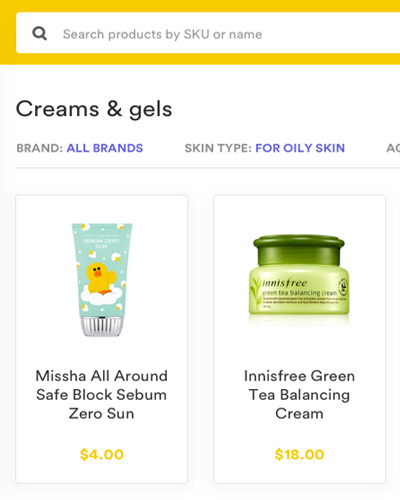 Search products by SKU or name
Creams & gels
BRAND: ALL BRANDS SKIN TYPE: FOR OILY SKIN
SEBUM ZERO
SUN
innisfree
green tea balancing cream
Missha All Around
Safe Block Sebum
Zero Sun
$4.00
Innisfree Green
Tea Balancing
Cream
$18.00